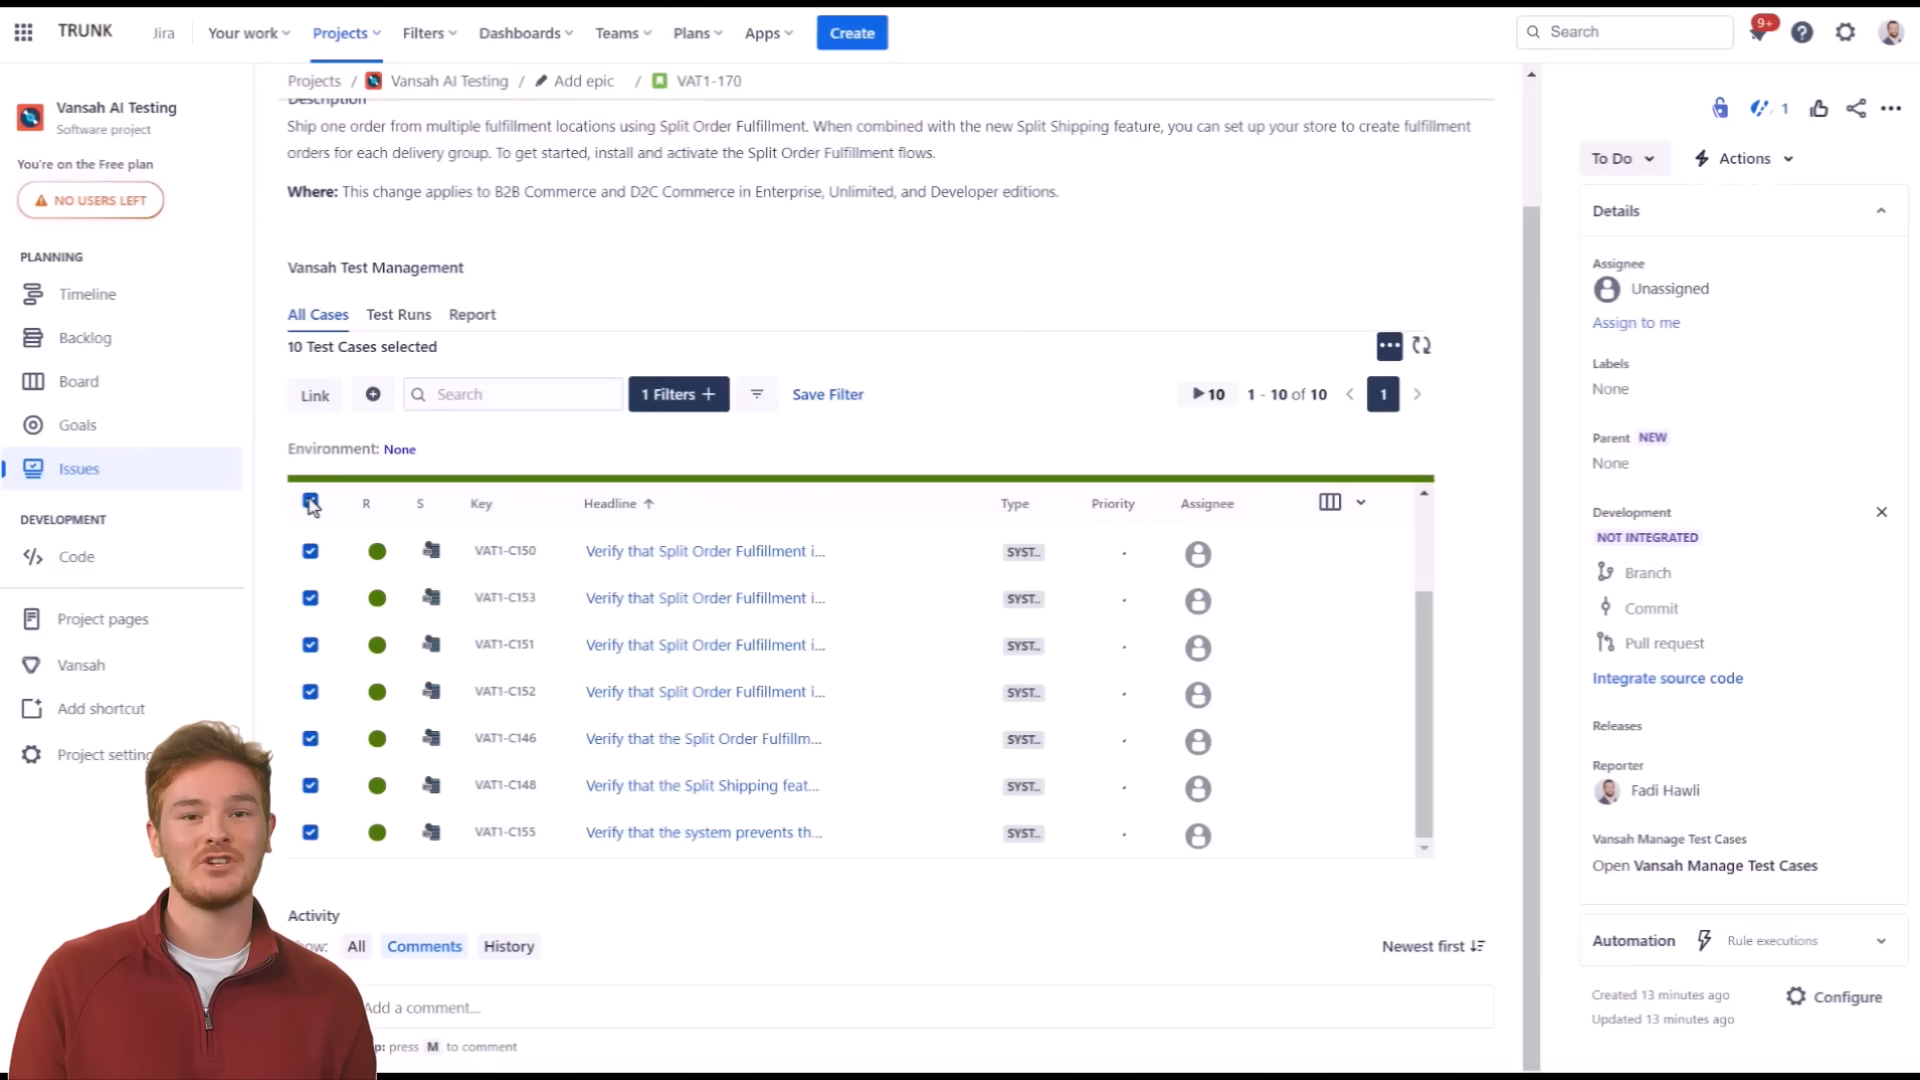 TRUNK
Jira
Your work
Projects
Filters
Dashboards
Teams
Plans
Apps
Create
Search
9+
Vansah AI Testing
Software project
You're on the Free plan
NO USERS LEFT
PLANNING
Timeline
Backlog
Board
Goals
Issues
DEVELOPMENT
Code
Project pages
Vansah
Add shortcut
Projects / Vansah AI Testing / Add epic / VAT1-170
Description
Ship one order from multiple fulfillment locations using Split Order Fulfillment. When combined with the new Split Shipping feature, you can set up your store to create fulfillment
orders for each delivery group. To get started, install and activate the Split Order Fulfillment flows.
Where: This change applies to B2B Commerce and D2C Commerce in Enterprise, Unlimited, and Developer editions.
Vansah Test Management
All Cases Test Runs Report
10 Test Cases selected
Link
Search
1 Filters +
Save Filter
10
1 - 10 of 10
1
Environment: None
R S Key Headline Type Priority Assignee
VAT1-C150 Verify that Split Order Fulfillment i... SYST..
VAT1-C153 Verify that Split Order Fulfillment i... SYST..
VAT1-C151 Verify that Split Order Fulfillment i... SYST..
VAT1-C152 Verify that Split Order Fulfillment i... SYST..
VAT1-C146 Verify that the Split Order Fulfillm... SYST..
VAT1-C148 Verify that the Split Shipping feat... SYST..
VAT1-C155 Verify that the system prevents th... SYST..
Activity
All Comments History
Newest first
Add a comment...
press M to comment
1
To Do
Actions
Details
Assignee
Unassigned
Assign to me
Labels
None
Parent NEW
None
Development
NOT INTEGRATED
Branch
Commit
Pull request
Integrate source code
Releases
Reporter
Fadi Hawli
Vansah Manage Test Cases
Open Vansah Manage Test Cases
Automation Rule executions
Created 13 minutes ago
Configure
Updated 13 minutes ago